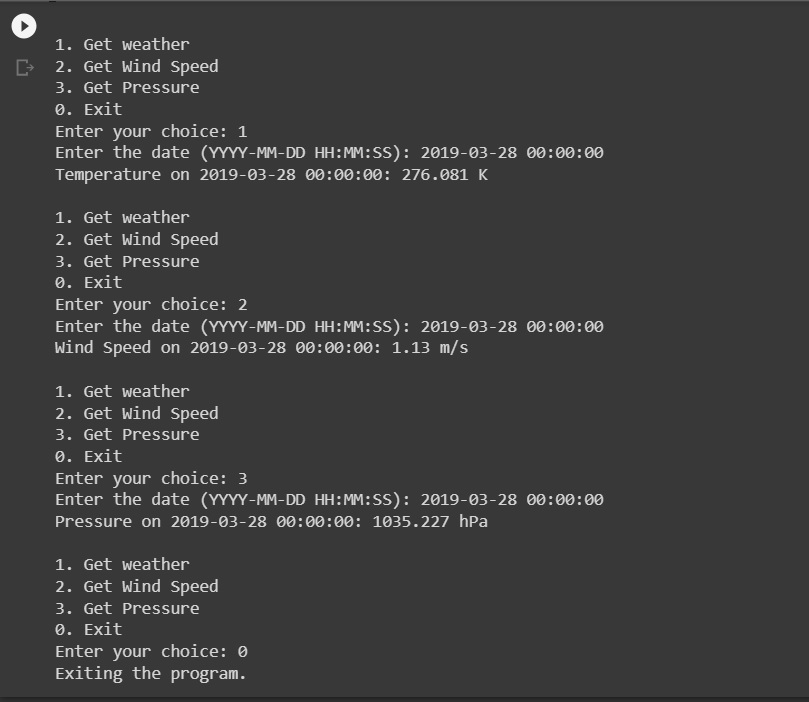 1. Get weather
2. Get Wind Speed
3. Get Pressure
0. Exit
Enter your choice: 1
Enter the date (YYYY-MM-DD HH:MM:SS): 2019-03-28 00:00:00
Temperature on 2019-03-28 00:00:00: 276.081 K
1. Get weather
2. Get Wind Speed
3. Get Pressure
0. Exit
Enter your choice: 2
Enter the date (YYYY-MM-DD HH:MM:SS): 2019-03-28 00:00:00
Wind Speed on 2019-03-28 00:00:00: 1.13 m/s
1. Get weather
2. Get Wind Speed
3. Get Pressure
0. Exit
Enter your choice: 3
Enter the date (YYYY-MM-DD HH:MM:SS): 2019-03-28 00:00:00
Pressure on 2019-03-28 00:00:00: 1035.227 hPa
1. Get weather
2. Get Wind Speed
3. Get Pressure
0. Exit
Enter your choice: 0
Exiting the program.